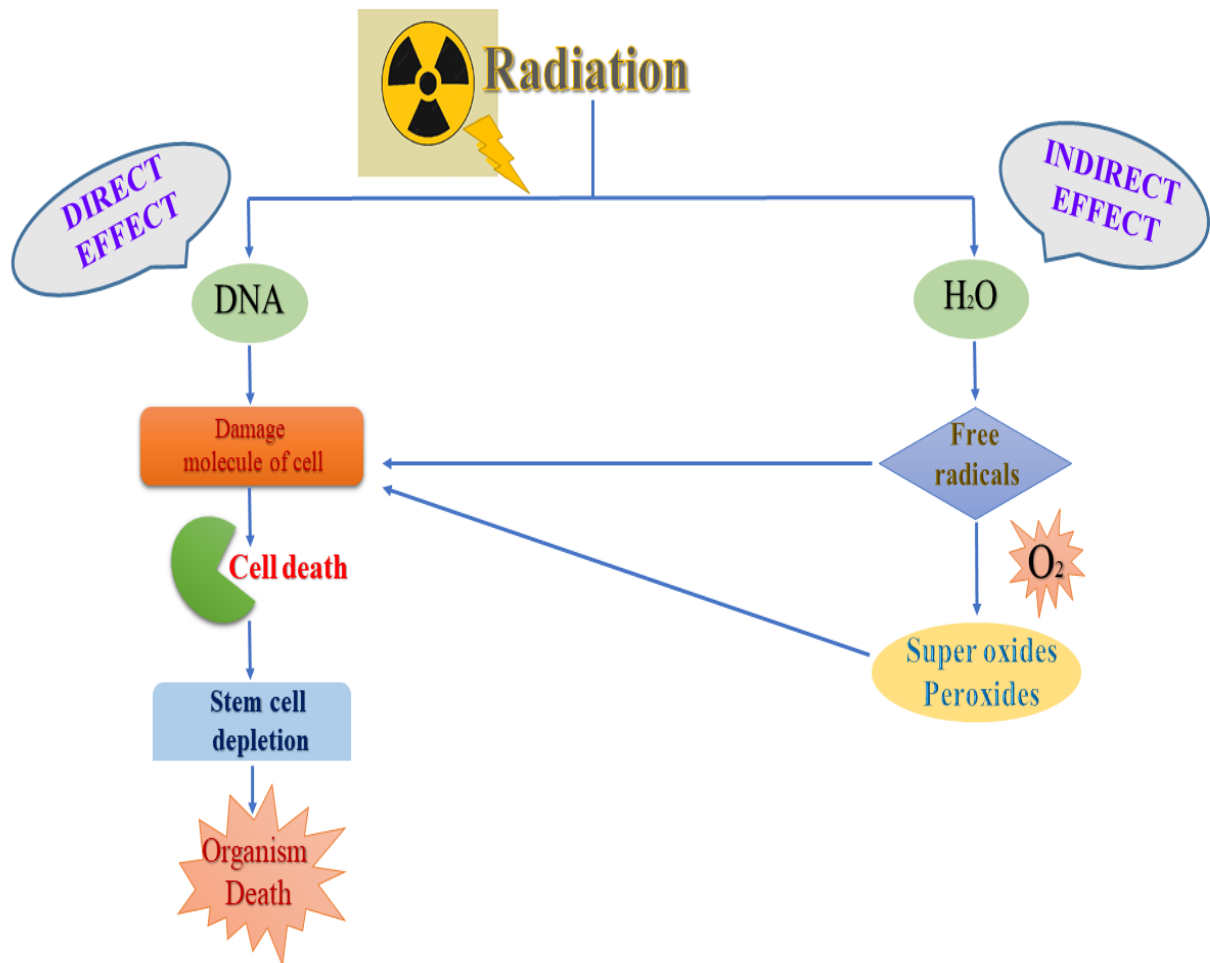 Radiation
DIRECT
EFFECT
INDIRECT
EFFECT
DNA
H₂O
Damage
molecule of cell
Free
radicals
Cell death
O₂
Super oxides
Peroxides
Stem cell
depletion
Organism
Death